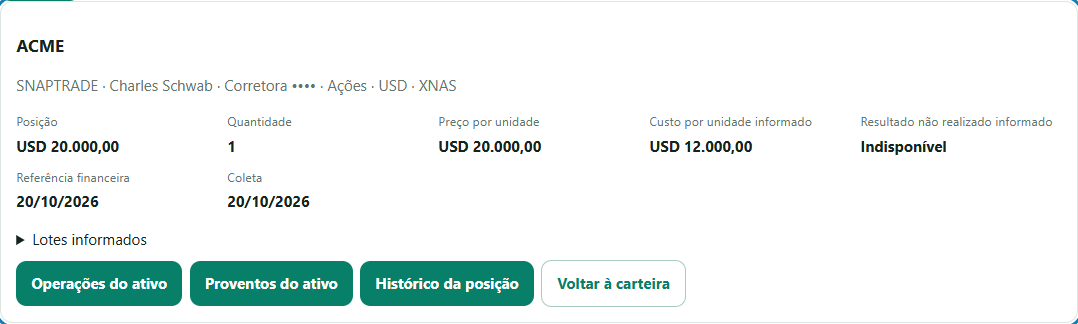 ACME
SNAPTRADE · Charles Schwab · Corretora •••• · Ações · USD · XNAS
Posição
USD 20.000,00
Quantidade
1
Preço por unidade
USD 20.000,00
Custo por unidade informado
USD 12.000,00
Resultado não realizado informado
Indisponível
Referência financeira
20/10/2026
Coleta
20/10/2026
▶ Lotes informados
Operações do ativo
Proventos do ativo
Histórico da posição
Voltar à carteira